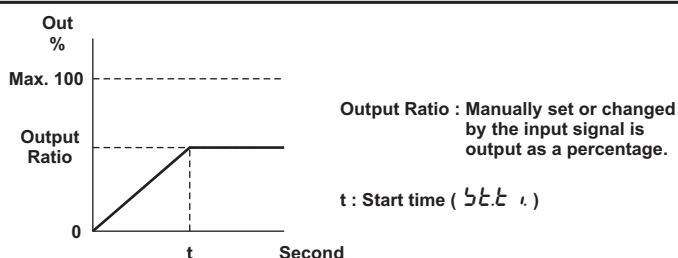 Out
%
Max. 100
Output
Ratio
0
t
Second
Output Ratio : Manually set or changed
by the input signal is
output as a percentage.
t : Start time ( St.t i. )